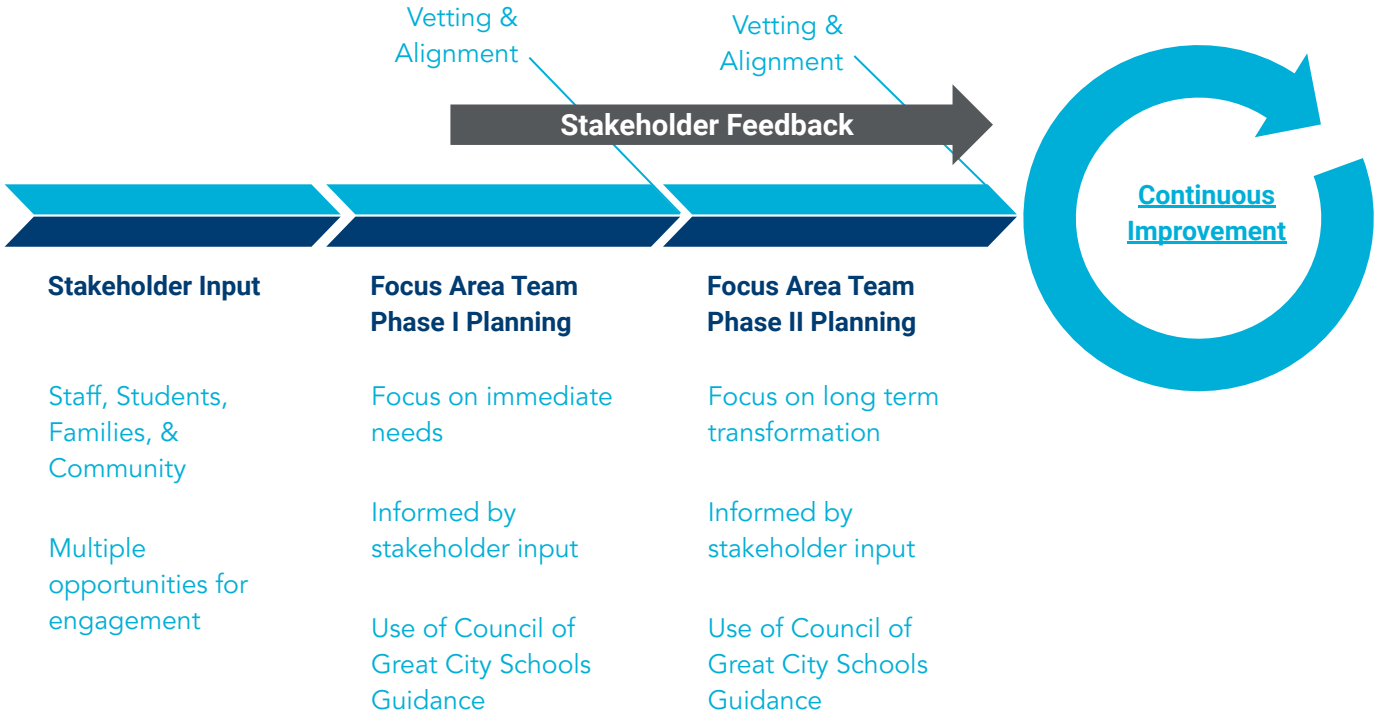 Vetting &
Alignment
Vetting &
Alignment
Stakeholder Feedback
Continuous
Improvement
Stakeholder Input
Staff, Students,
Families, &
Community
Multiple
opportunities for
engagement
Focus Area Team
Phase I Planning
Focus on immediate
needs
Informed by
stakeholder input
Use of Council of
Great City Schools
Guidance
Focus Area Team
Phase II Planning
Focus on long term
transformation
Informed by
stakeholder input
Use of Council of
Great City Schools
Guidance